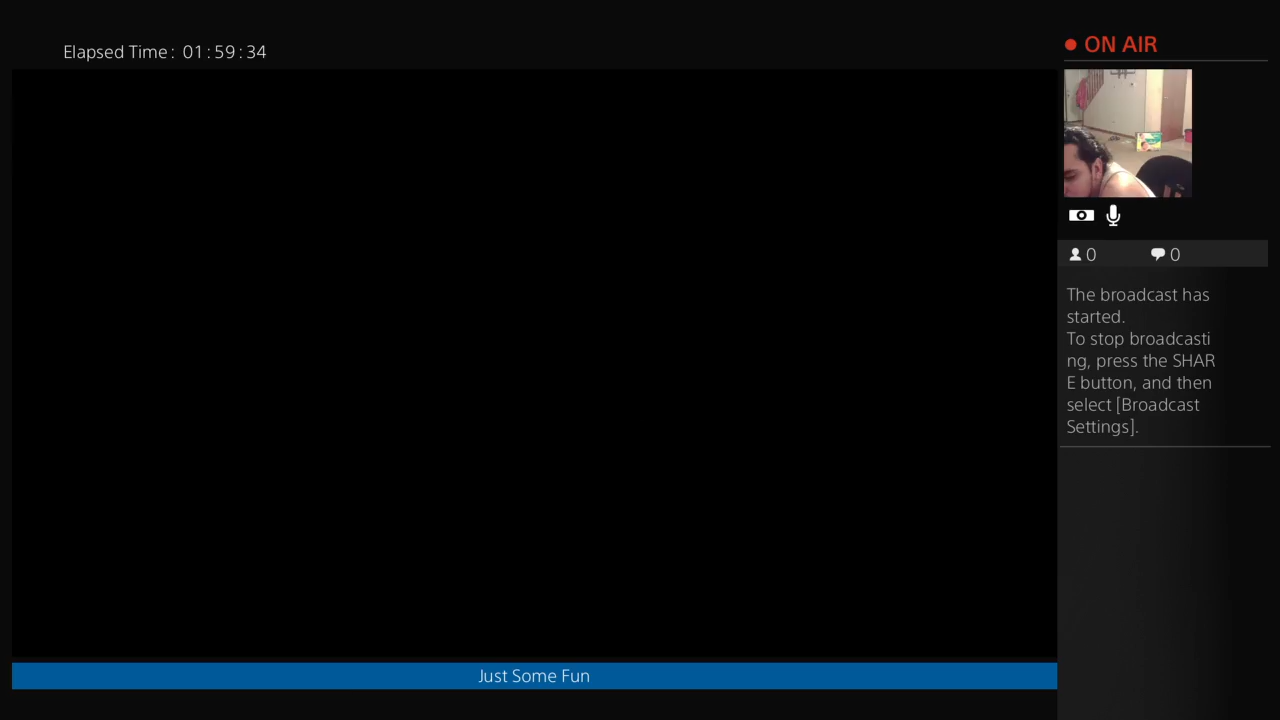 Elapsed Time: 01:59:34
ON AIR
0 0
The broadcast has
started.
To stop broadcasti
ng, press the SHAR
E button, and then
select [Broadcast
Settings].
Just Some Fun